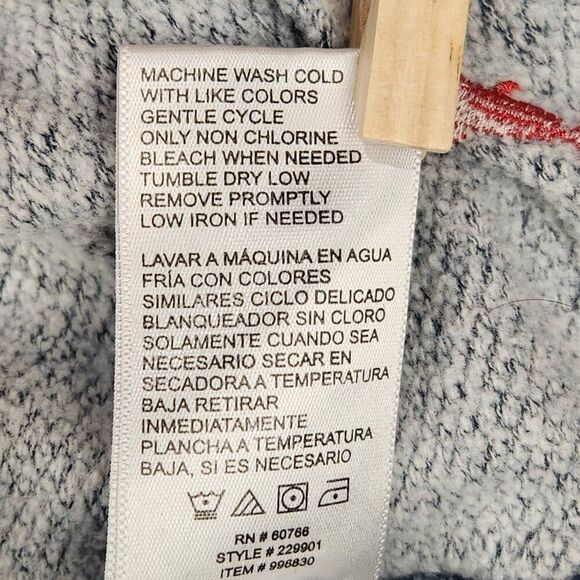 MACHINE WASH COLD
WITH LIKE COLORS
GENTLE CYCLE
ONLY NON CHLORINE
BLEACH WHEN NEEDED
TUMBLE DRY LOW
REMOVE PROMPTLY
LOW IRON IF NEEDED
LAVAR A MÁQUINA EN AGUA
FRÍA CON COLORES
SIMILARES CICLO DELICADO
BLANQUEADOR SIN CLORO
SOLAMENTE CUANDO SEA
NECESARIO SECAR EN
SECADORA A TEMPERATURA
BAJA RETIRAR
INMEDIATAMENTE
PLANCHA A TEMPERATURA
BAJA, SI ES NECESARIO
RN # 60766
STYLE # 229901
ITEM # 996830